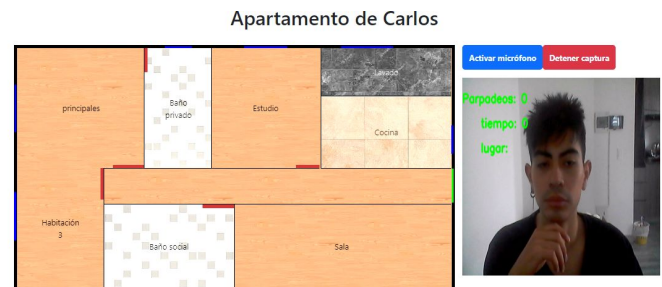 Apartamento de Carlos
Activar micrófono
Detener captura
principales
Baño
privado
Estudio
Lavado
Cocina
Habitación
3
Baño social
Sala
Porpadeos: 0
tiempo: 0
lugar: